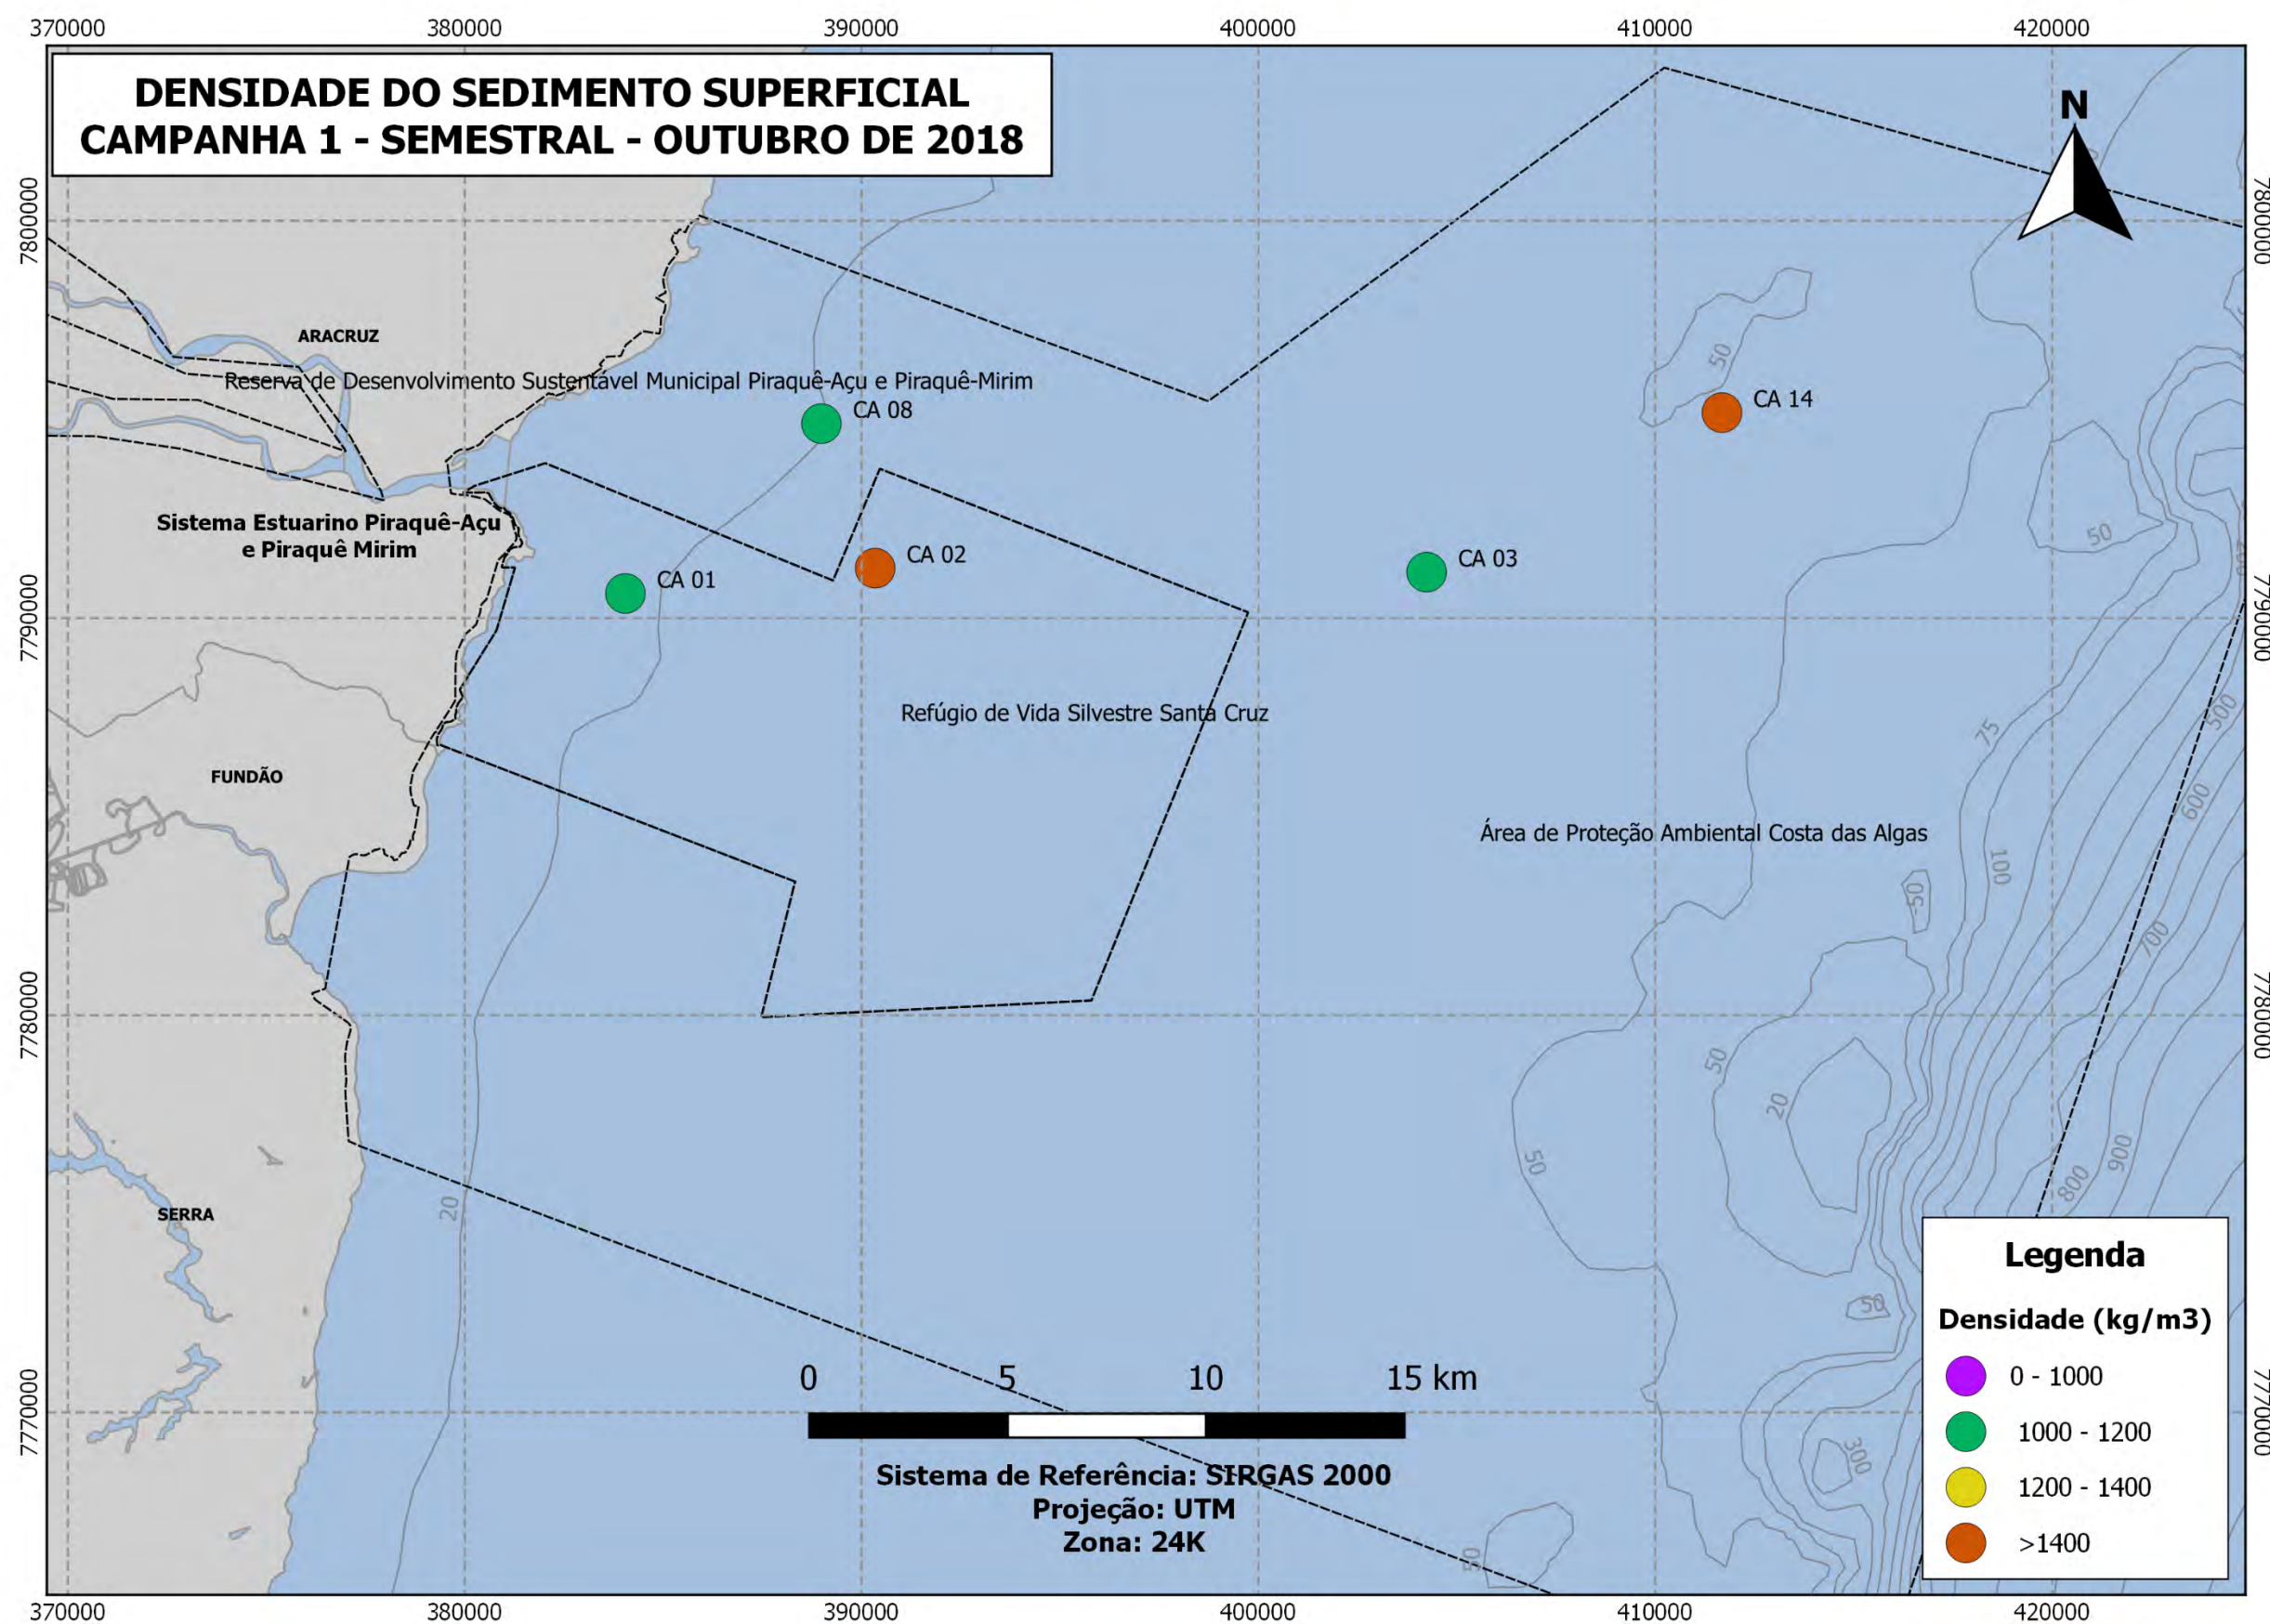 370000
380000
390000
400000
410000
420000
DENSIDADE DO SEDIMENTO SUPERFICIAL
CAMPANHA 1 - SEMESTRAL - OUTUBRO DE 2018
N
7800000
7800000
ARACRUZ
50
Reserva de Desenvolvimento Sustentável Municipal Piraquê-Açu e Piraquê-Mirim
CA 08
CA 14
Sistema Estuarino Piraquê-Açu
e Piraquê Mirim
50
CA 02
CA 03
CA 01
7790000
7790000
Refúgio de Vida Silvestre Santa Cruz
500
75
FUNDÃO
600
Área de Proteção Ambiental Costa das Algas
100
50
700
7780000
7780000
50
20
50
900
800
20
SERRA
Legenda
50
Densidade (kg/m3)
0 - 1000
1000 - 1200
1200 - 1400
>1400
0
5
10
15 km
7770000
7770000
300
Sistema de Referência: SIRGAS 2000
Projeção: UTM
Zona: 24K
50
370000
380000
390000
400000
410000
420000